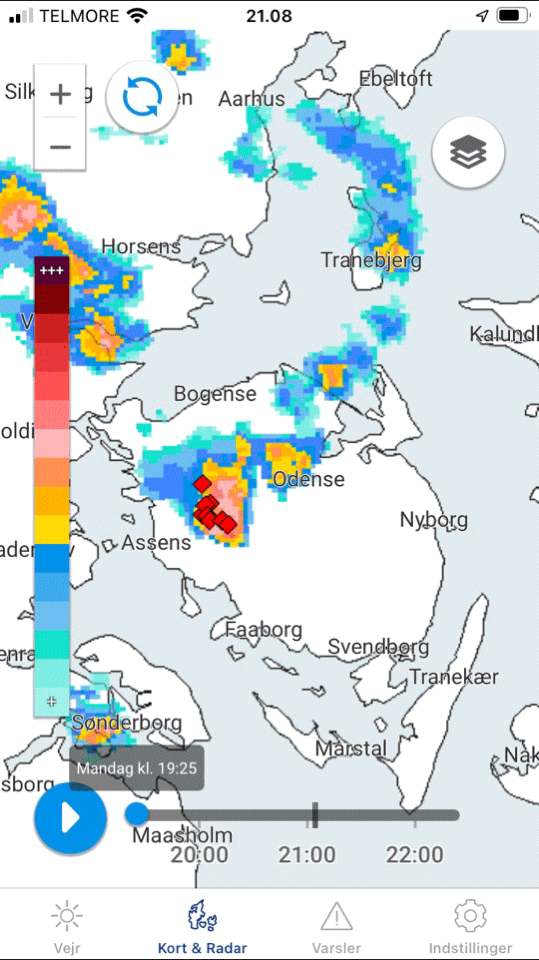 TELMORE 21.08
Ebeltoft
Silk g en Aarhus
+
−
Horsens
Tranebjerg
+++
V
Kalund
Bogense
oldi
Odense
Nyborg
Assens
ader v
Faaborg
Svendborg
enra
Tranekær
+
Sønderborg
Marstal
Nak
Mandag kl. 19:25
sborg
Maasholm
20:00 21:00 22:00
Vejr Kort & Radar Varsler Indstillinger